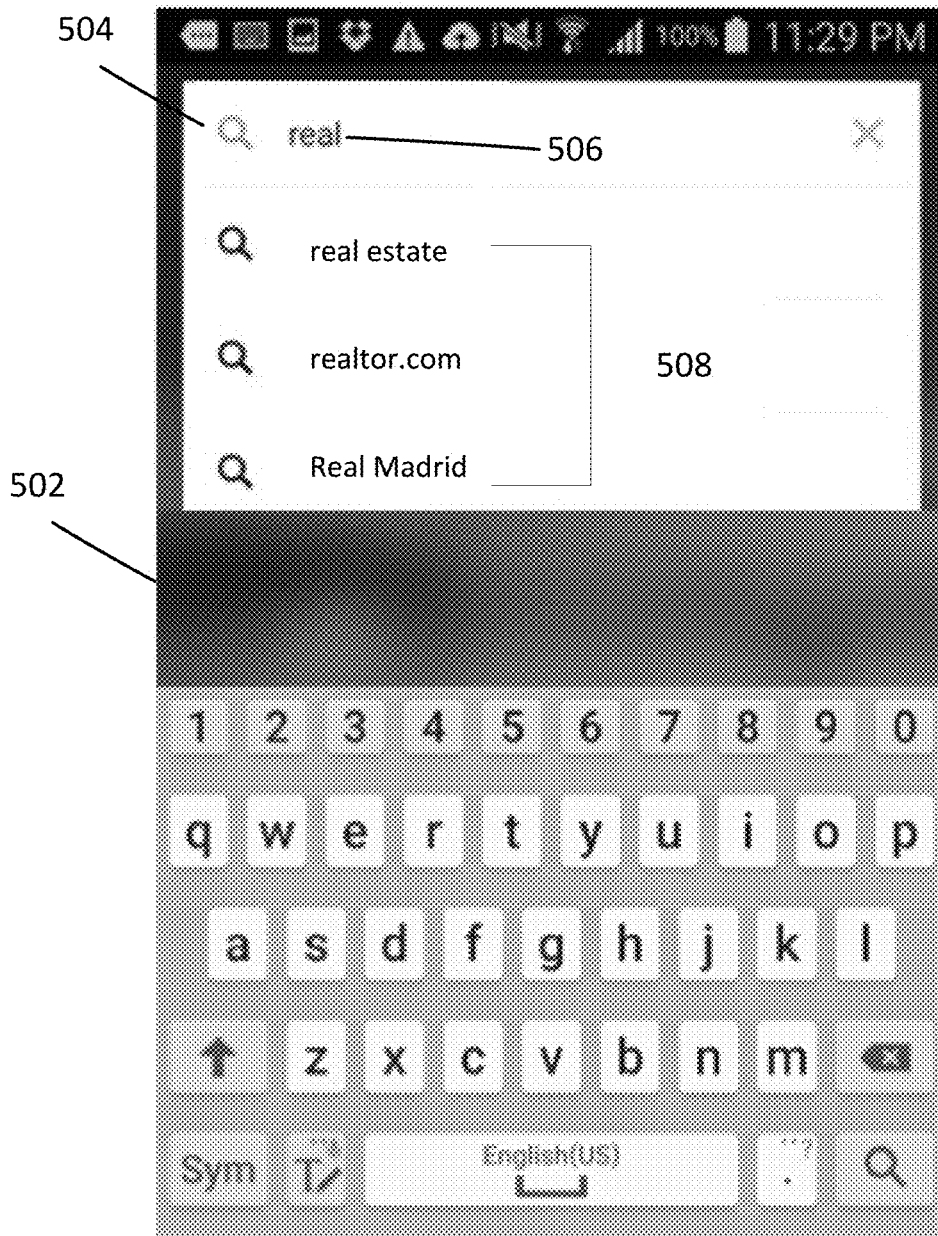 504
100% 11:29 PM
real 506
real estate
realtor.com
508
Real Madrid
502
1 2 3 4 5 6 7 8 9 0
q w e r t y u i o p
a s d f g h j k l
z x c v b n m
Sym T English(US) . ?